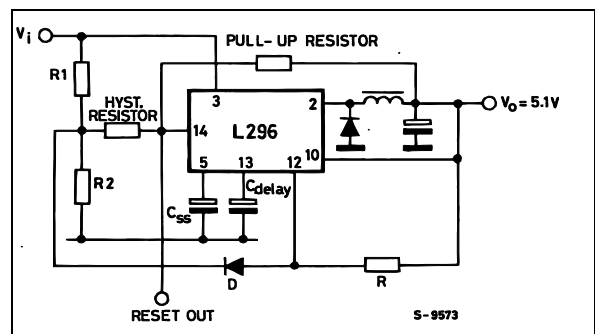 Vi
PULL-UP RESISTOR
R1
HYST.
RESISTOR
3
2
Vo = 5.1V
14
L296
10
5
13
12
R2
Css
Cdelay
D
R
RESET OUT
S-9573